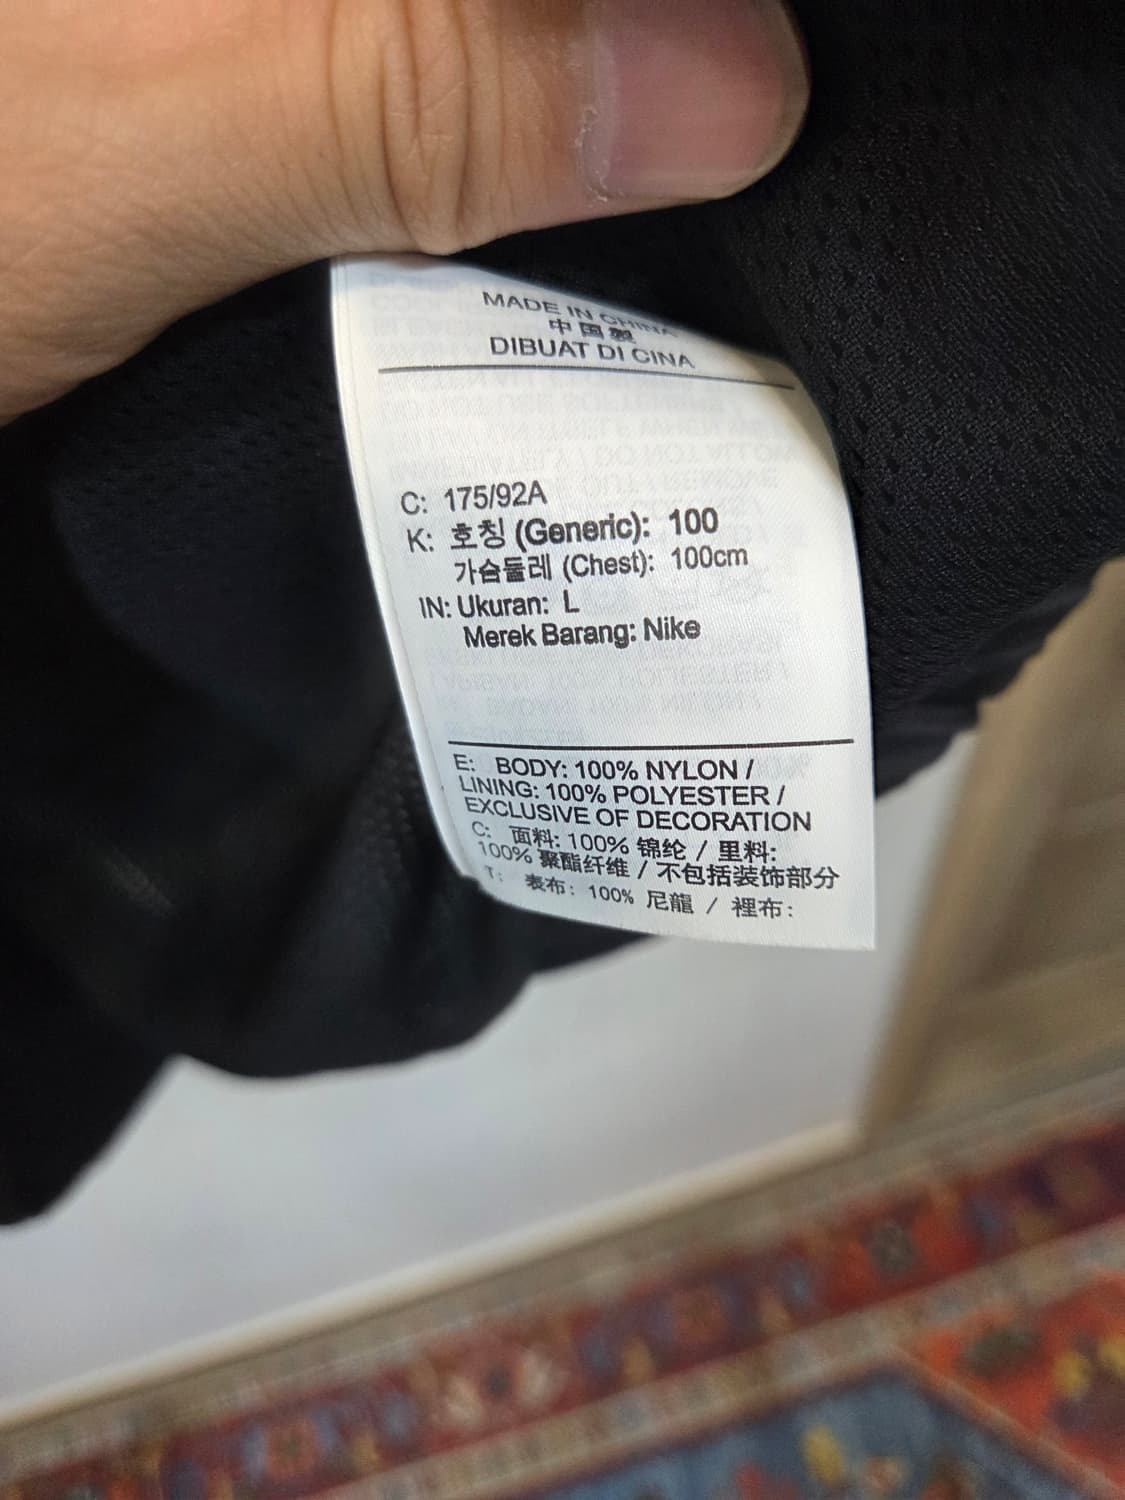 MADE IN CHINA
中国製
DIBUAT DI CINA
C: 175/92A
K: 호칭 (Generic): 100
가슴둘레 (Chest): 100cm
IN: Ukuran: L
Merek Barang: Nike
E: BODY: 100% NYLON /
LINING: 100% POLYESTER /
EXCLUSIVE OF DECORATION
C: 面料: 100% 锦纶 / 里料:
100% 聚酯纤维 / 不包括装饰部分
T: 表布: 100% 尼龍 / 裡布: